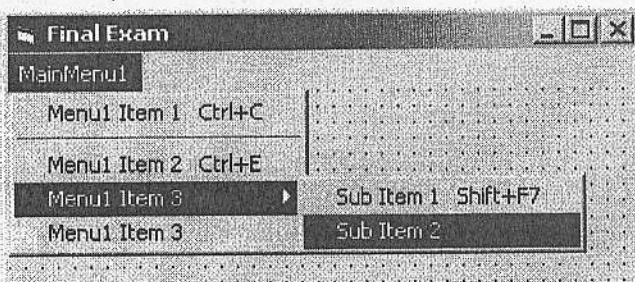 Final Exam
MainMenu1
Menu1 Item 1 Ctrl+C
Menu1 Item 2 Ctrl+E
Menu1 Item 3
Sub Item 1 Shift+F7
Menu1 Item 3
Sub Item 2